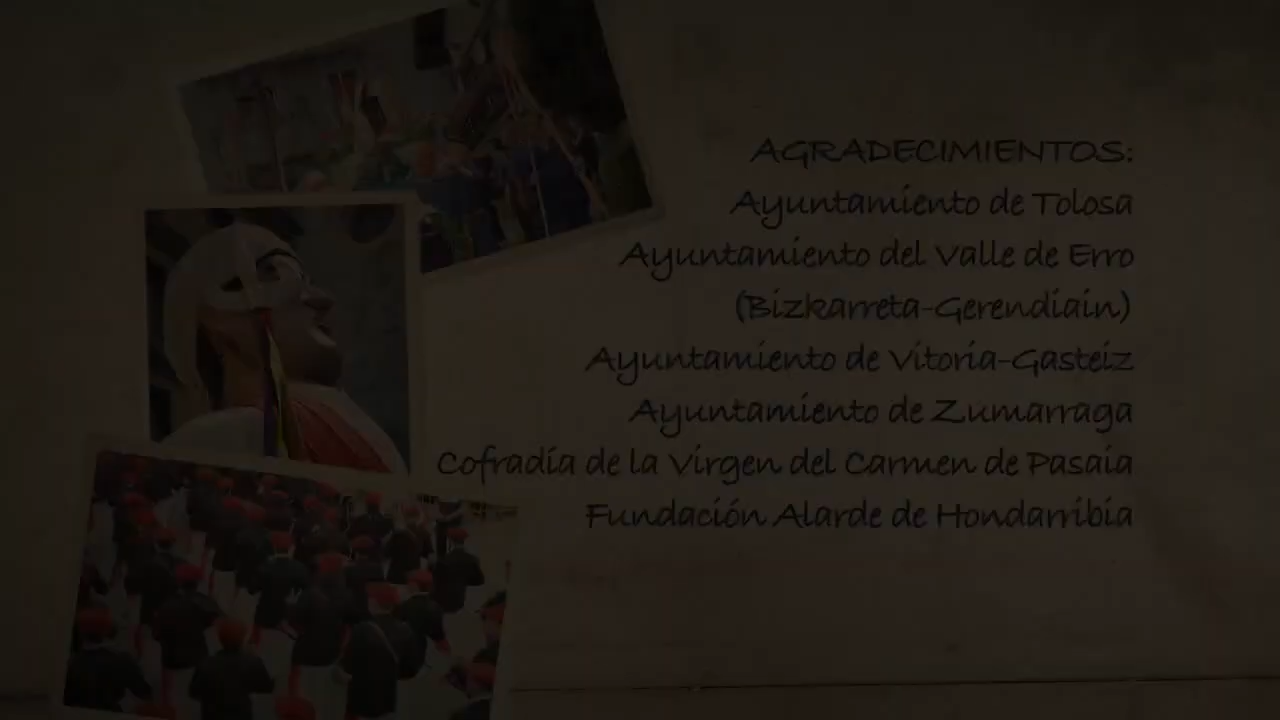 AGRADECIMIENTOS:
Ayuntamiento de Tolosa
Ayuntamiento del Valle de Erro
(Bizkarreta-Gerendiain)
Ayuntamiento de Vitoria-Gasteiz
Ayuntamiento de Zumarraga
Cofradía de la Virgen del Carmen de Pasaia
Fundación Alarde de Hondarribia